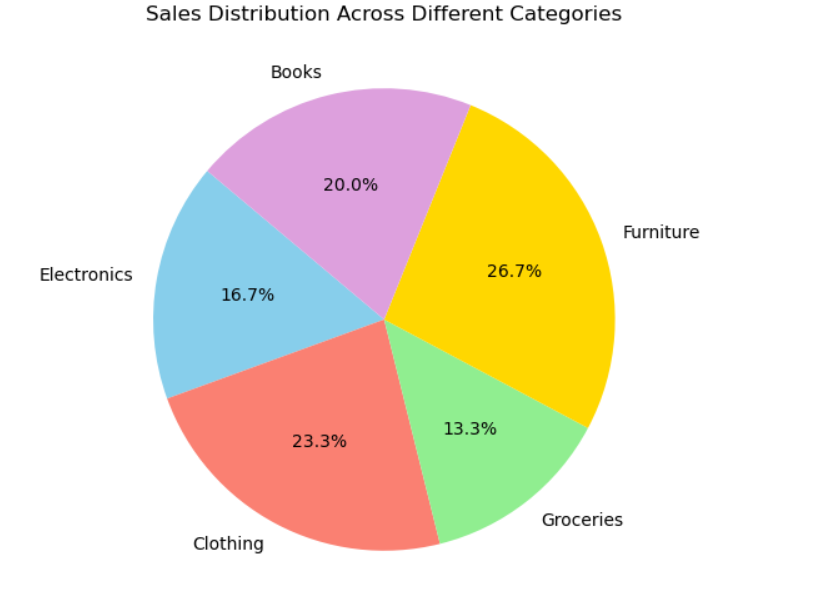 Sales Distribution Across Different Categories
Books
20.0%
Furniture
26.7%
Electronics
16.7%
23.3%
13.3%
Groceries
Clothing